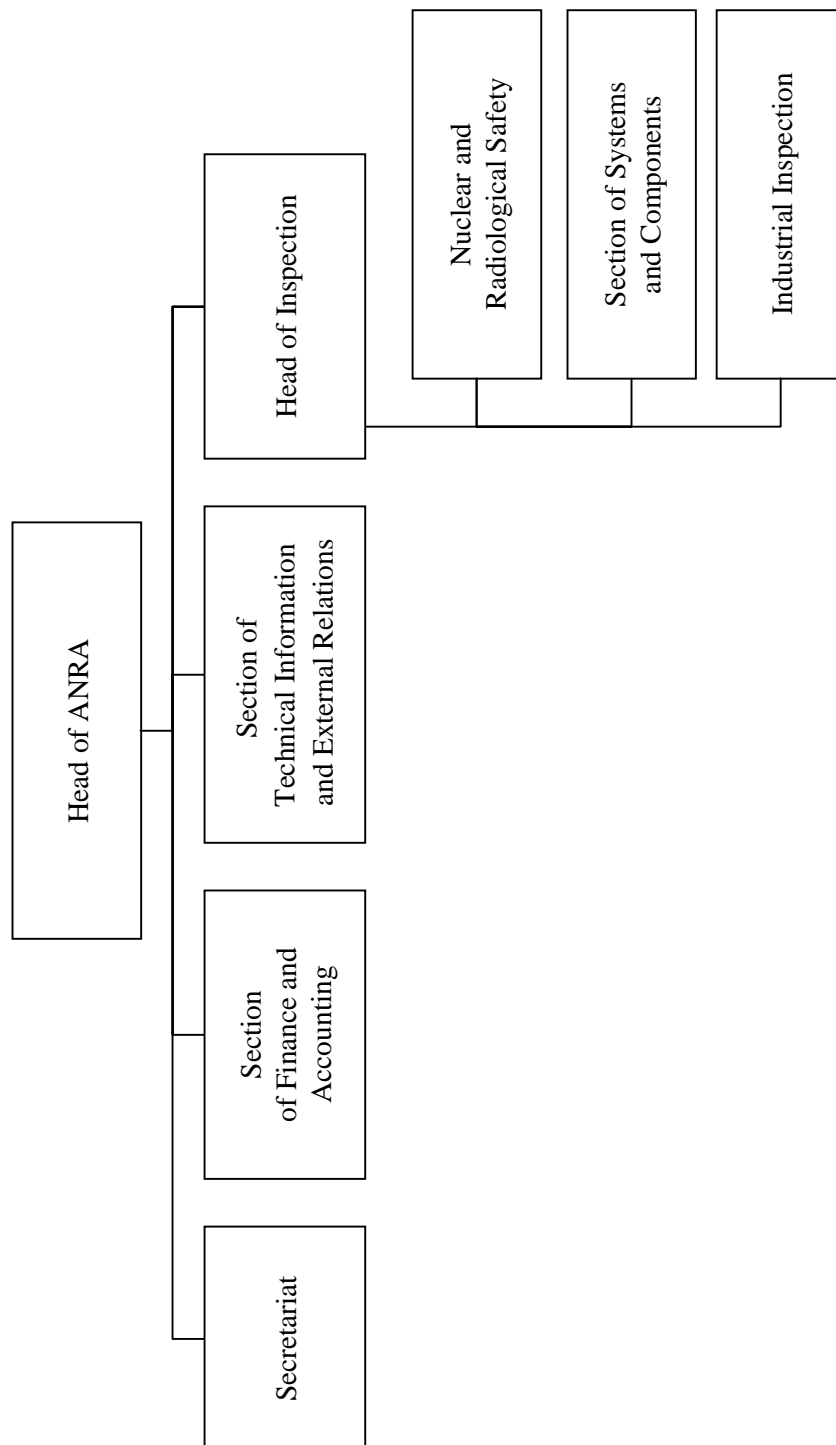 Head of ANRA
Secretariat
Section
of Finance and
Accounting
Section of
Technical Information
and External Relations
Head of Inspection
Nuclear and
Radiological Safety
Section of Systems
and Components
Industrial Inspection